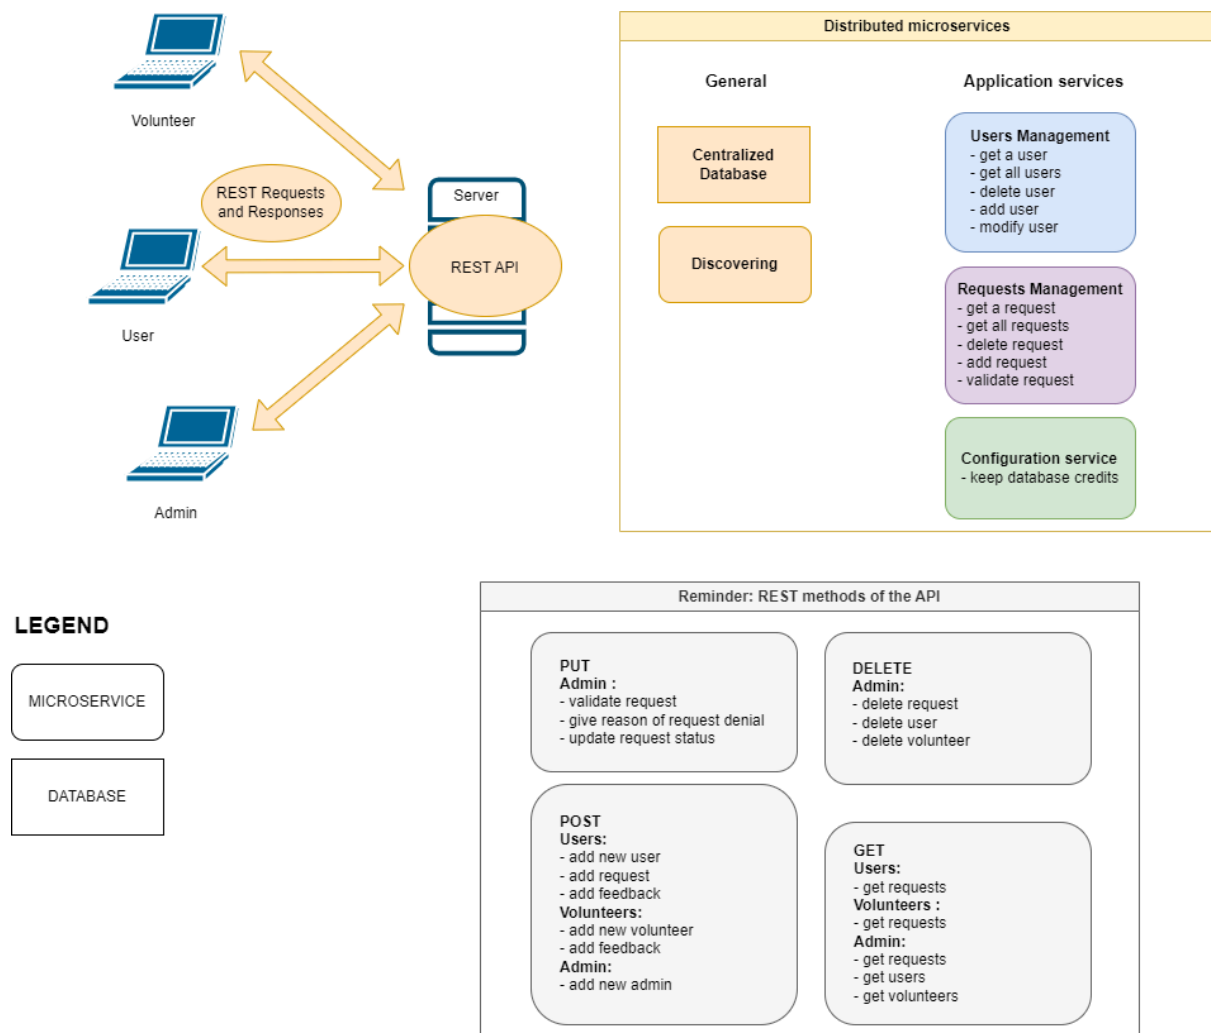 Volunteer
REST Requests
and Responses
User
Admin
Server
REST API
Distributed microservices
General
Centralized
Database
Discovering
Application services
Users Management
- get a user
- get all users
- delete user
- add user
- modify user
Requests Management
- get a request
- get all requests
- delete request
- add request
- validate request
Configuration service
- keep database credits
LEGEND
MICROSERVICE
DATABASE
Reminder: REST methods of the API
PUT
Admin :
- validate request
- give reason of request denial
- update request status
DELETE
Admin:
- delete request
- delete user
- delete volunteer
POST
Users:
- add new user
- add request
- add feedback
Volunteers:
- add new volunteer
- add feedback
Admin:
- add new admin
GET
Users:
- get requests
Volunteers :
- get requests
Admin:
- get requests
- get users
- get volunteers